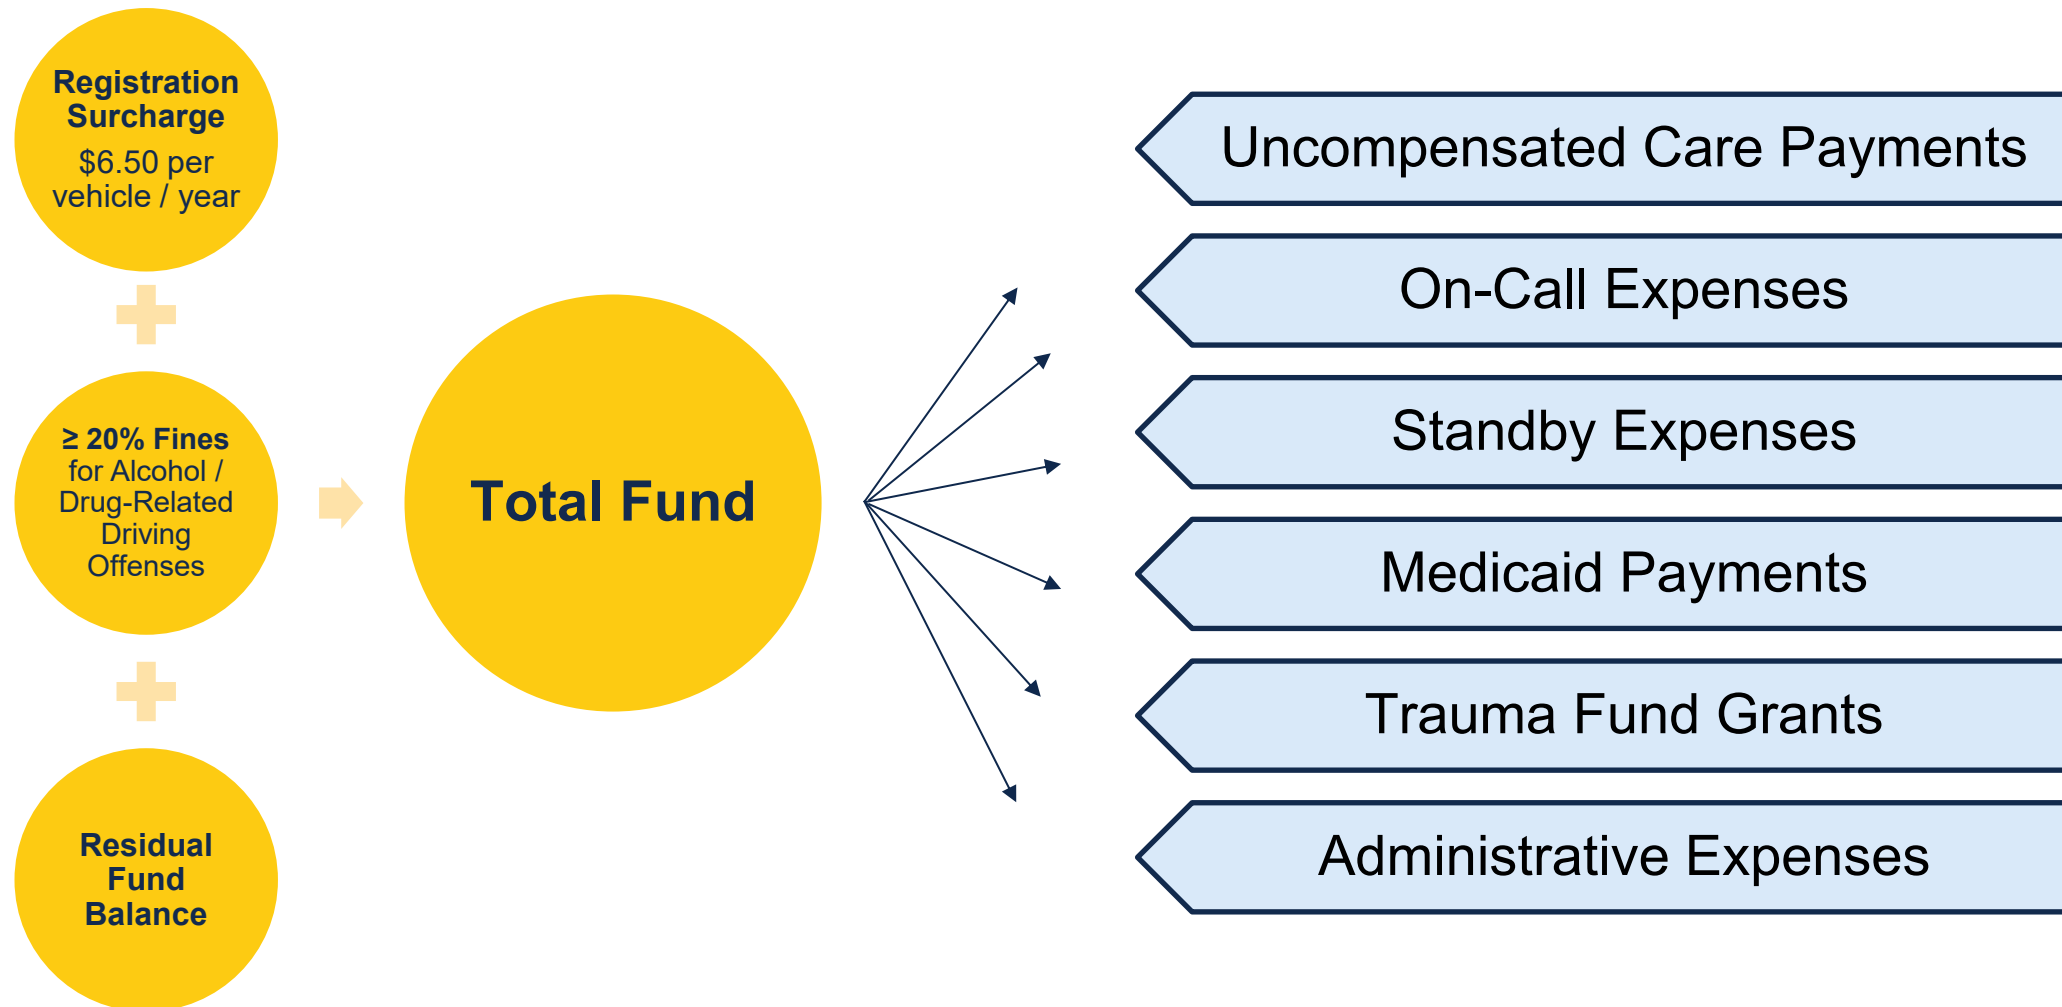 Registration
Surcharge
$6.50 per
vehicle / year
≥ 20% Fines
for Alcohol /
Drug-Related
Driving
Offenses
Residual
Fund
Balance
Total Fund
Uncompensated Care Payments
On-Call Expenses
Standby Expenses
Medicaid Payments
Trauma Fund Grants
Administrative Expenses